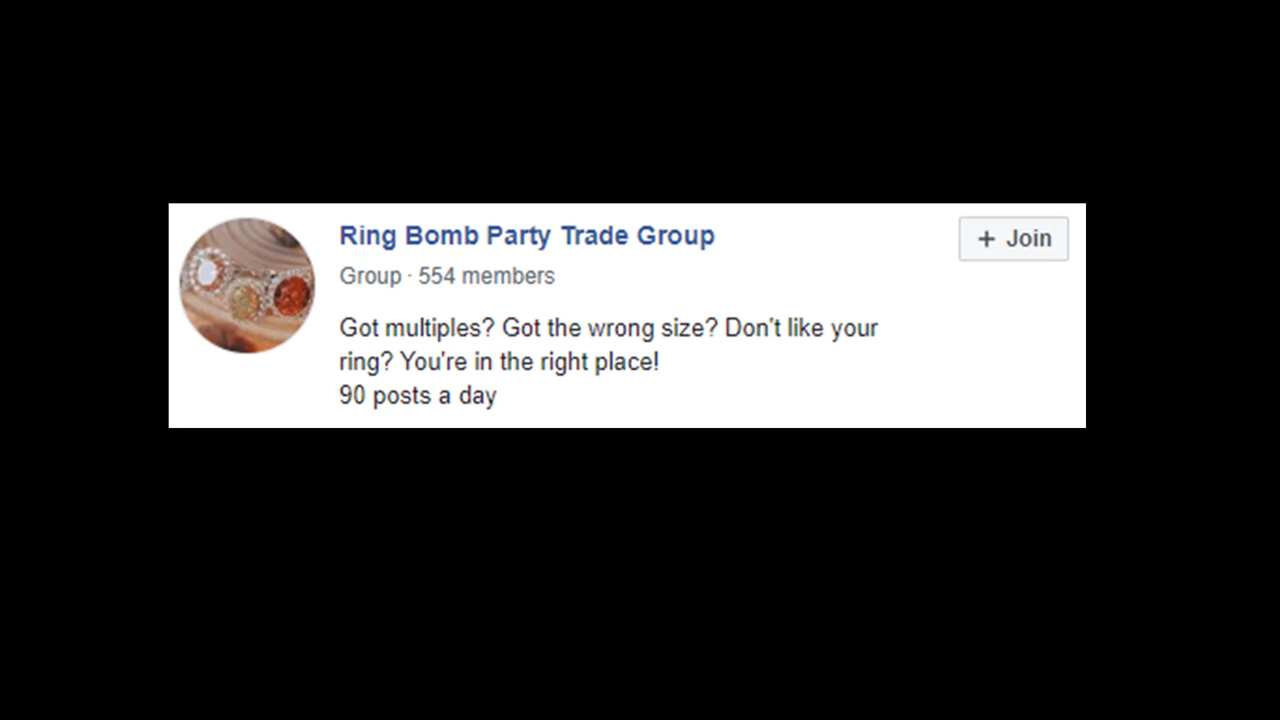 Ring Bomb Party Trade Group
+ Join
Group · 554 members
Got multiples? Got the wrong size? Don't like your
ring? You're in the right place!
90 posts a day